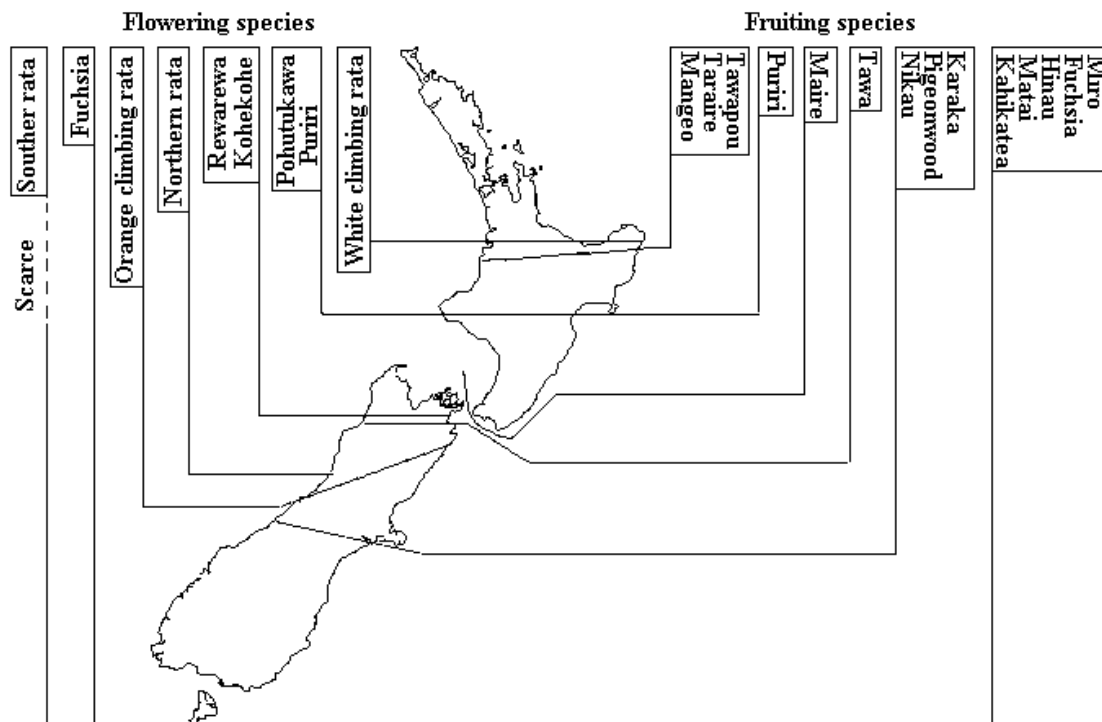 Flowering species
Fruiting species
Souther rata
Scarce
Fuchsia
Orange climbing rata
Northern rata
Rewarewa
Kohekohe
Pohutukawa
Puriri
White climbing rata
Tawapou
Taraire
Mangeo
Puriri
Maire
Tawa
Karaka
Pigeonwood
Nikau
Muro
Fuchsia
Hinau
Matai
Kahikatea